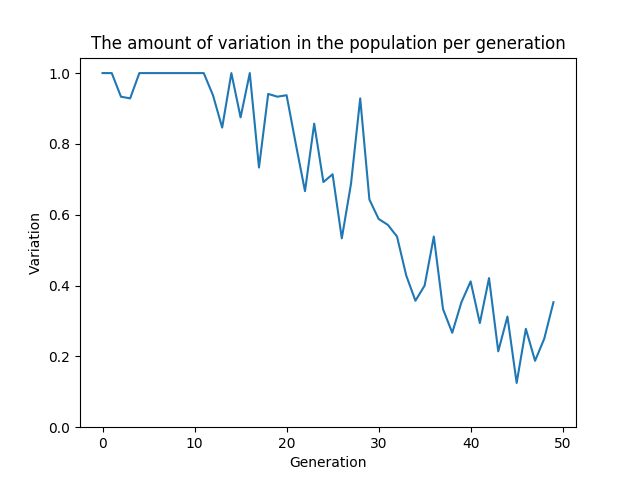 The amount of variation in the population per generation
1.0
0.8
0.6
0.4
0.2
0.0
Variation
0 10 20 30 40 50
Generation